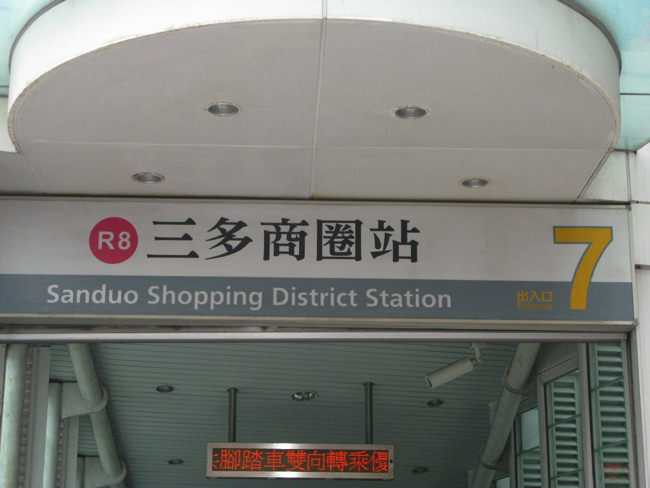 R8 三多商圈站
Sanduo Shopping District Station
出入口
Entrance
7
腳踏車雙向轉乘優